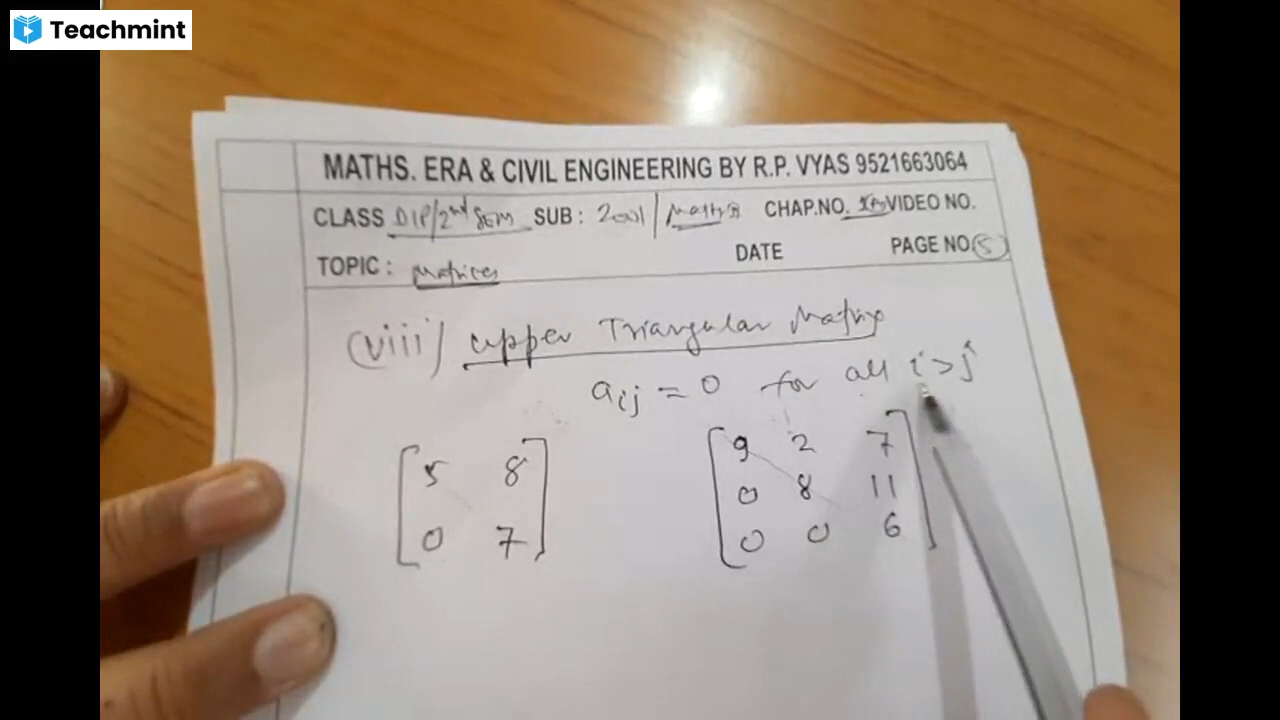 Teachmint
MATHS. ERA & CIVIL ENGINEERING BY R.P. VYAS 9521663064
CLASS DIP/2nd SEM SUB : 2001/ CHAP.NO. VIDEO NO.
TOPIC : Matrices DATE PAGE NO. 5
(viii) Upper Triangular Matrix
aij = 0 for all i > j
5 8 9 2 7
0 8 11
0 7 0 0 6